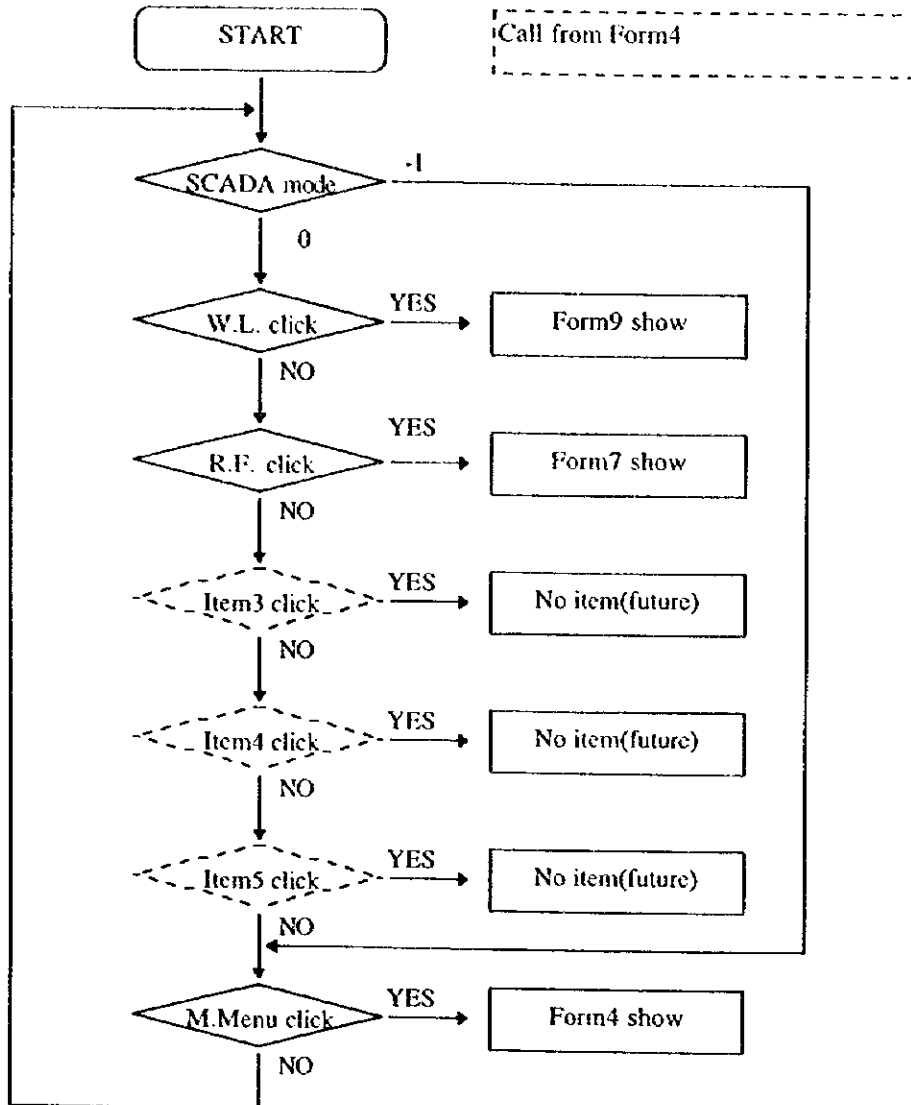 START
Call from Form4
SCADA mode
-1
0
W.L. click
YES
Form9 show
NO
R.F. click
YES
Form7 show
NO
Item3 click
YES
No item(future)
NO
Item4 click
YES
No item(future)
NO
Item5 click
YES
No item(future)
NO
M.Menu click
YES
Form4 show
NO